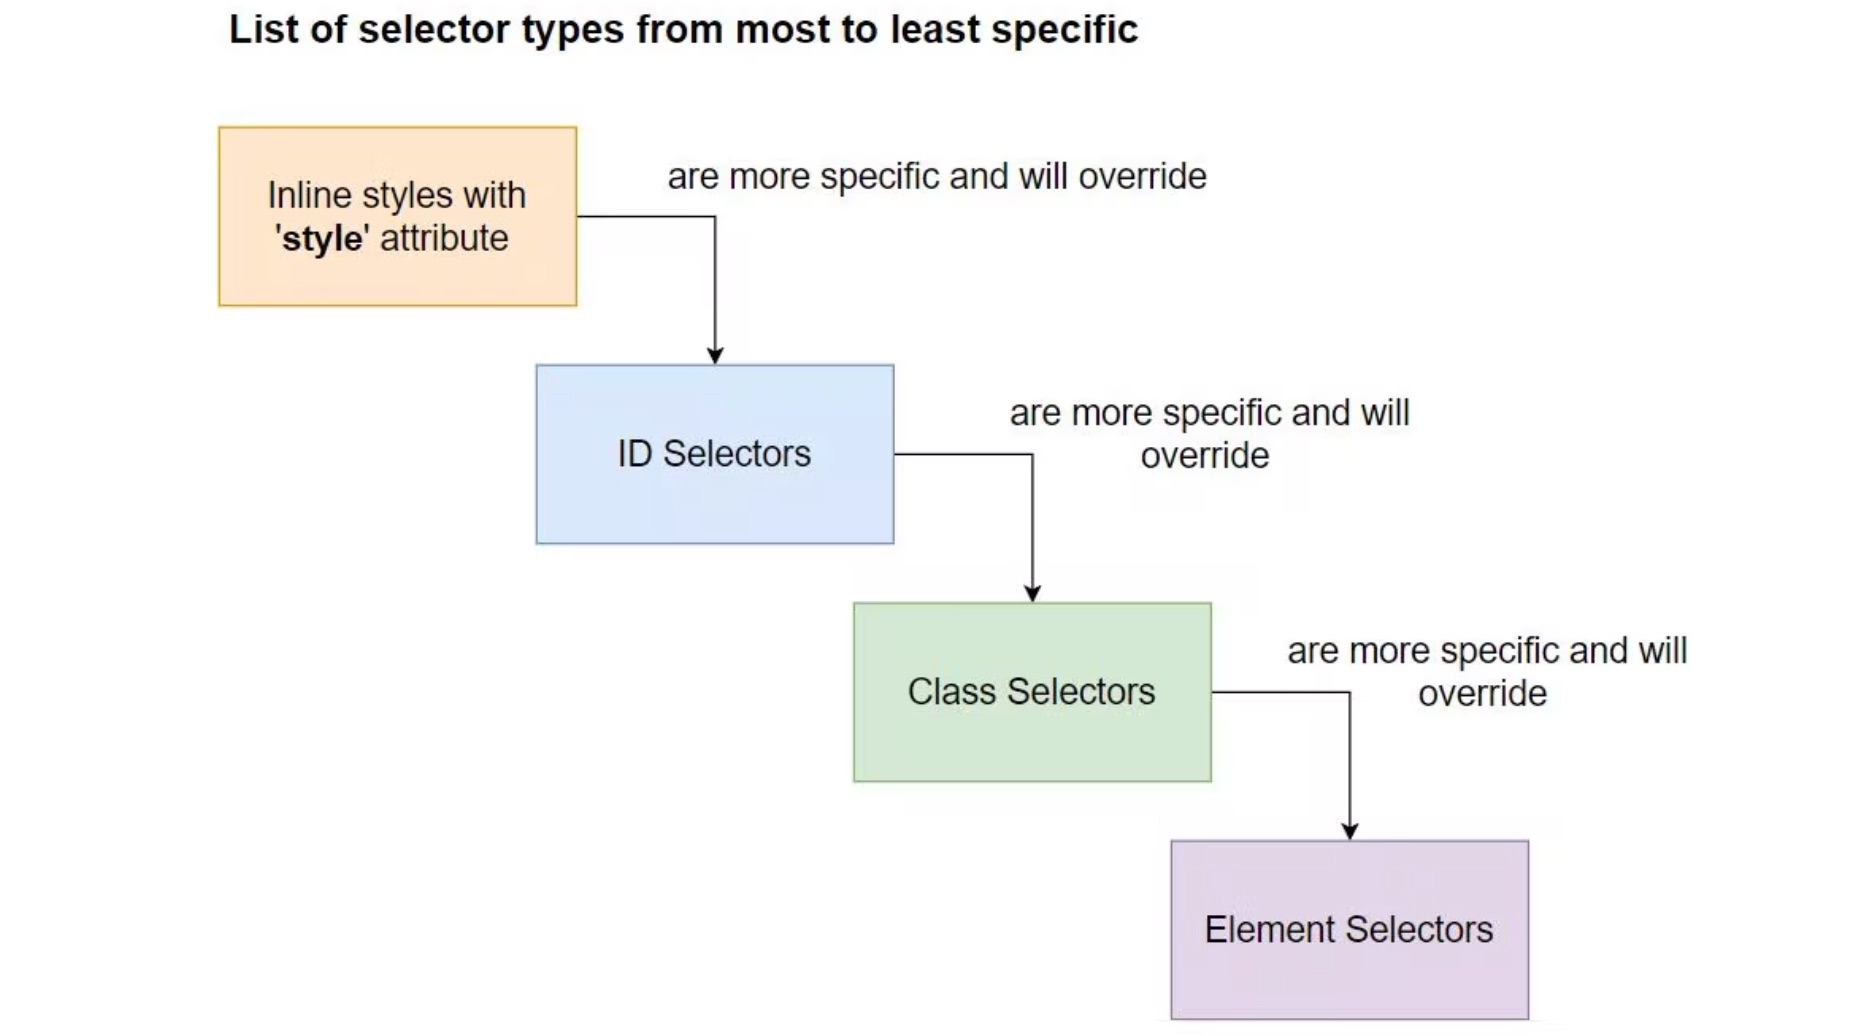 List of selector types from most to least specific
Inline styles with
'style' attribute
are more specific and will override
ID Selectors
are more specific and will
override
Class Selectors
are more specific and will
override
Element Selectors